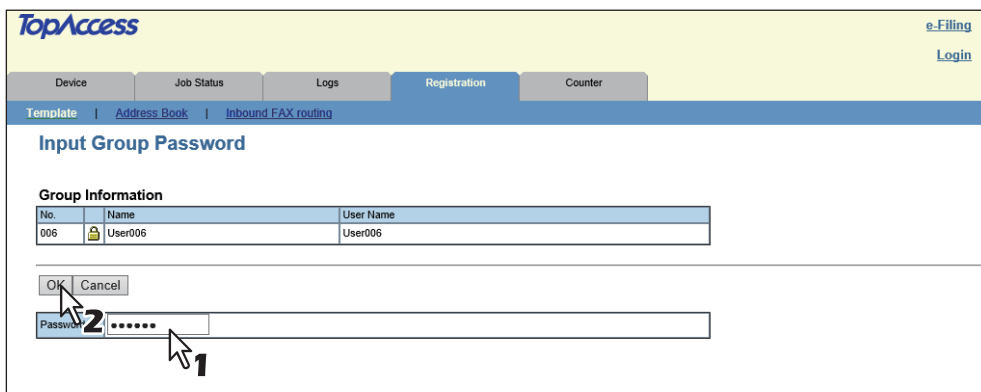 TopAccess
e-Filing
Login
Device Job Status Logs Registration Counter
Template | Address Book | Inbound FAX routing
Input Group Password
Group Information
No. Name User Name
006 User006 User006
OK Cancel
Password ••••••
2
1